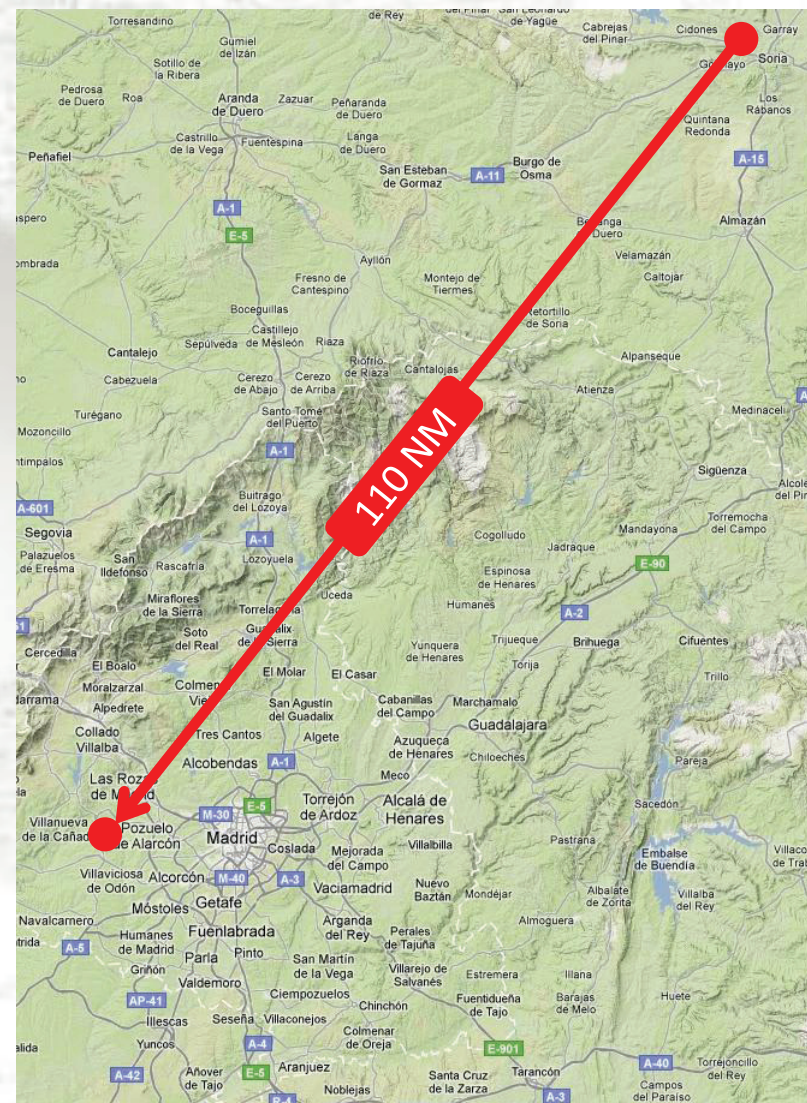 Torresandino
de Rey
de Yagüe
Cabrejas
del Pinar
Cidones
Garray
Gumiel
de Izán
Sotillo de
la Ribera
Soria
Pedrosa
de Duero
Roa
Aranda
de Duero
Zazuar
Peñaranda
de Duero
Los
Rábanos
Quintana
Redonda
Castrillo
de la Vega
Fuentespina
Langa
de Duero
Peñafiel
San Esteban
de Gormaz
A-11
Burgo de
Osma
A-15
A-1
E-5
Almazán
Duero
Velamazán
Caltojar
Ayllón
Fresno de
Cantespino
Montejo de
Tiermes
Boceguillas
Retortillo
de Soria
Castillejo
de Mesleón
Sepúlveda
Riaza
Cantalejo
Riofrío
de Riaza
Cantalojas
Alpanseque
Cabezuela
Cerezo
de Abajo
Cerezo
de Arriba
Atienza
Turégano
Santo Tomé
del Puerto
Medinaceli
Mozoncillo
110 NM
A-1
Sigüenza
Buitrago
del Lozoya
A-601
Segovia
A-1
Torremocha
del Campo
Mandayona
Cogolludo
Jadraque
Palazuelos
de Eresma
San
Ildefonso
Rascafría
Lozoyuela
E-90
Espinosa
de Henares
Miraflores
de la Sierra
Uceda
Humanes
A-2
Soto
del Real
de la Sierra
Cercedilla
Yunquera
de Henares
Trijueque
Brihuega
Cifuentes
El Boalo
Torija
Trillo
Moralzarzal
El Molar
El Casar
Alpedrete
San Agustín
del Guadalix
Cabanillas
del Campo
Marchamalo
Guadalajara
Collado
Villalba
Tres Cantos
Algete
Azuqueca
de Henares
Chiloeches
Pareja
Alcobendas
A-1
Meco
Las Rozas
de Madrid
Torrejón
de Ardoz
Alcalá de
Henares
Sacedón
M-30
E-5
Villanueva
de la Cañada
Pozuelo
de Alarcón
Madrid
Coslada
Mejorada
del Campo
Villalbilla
Pastrana
Embalse
de Buendía
Villaviciosa
de Odón
Alcorcón
M-40
A-3
Vaciamadrid
Nuevo
Baztán
Mondéjar
Albalate
de Zorita
Villalba
del Rey
Móstoles
Getafe
Navalcarnero
Fuenlabrada
Arganda
del Rey
Perales
de Tajuña
Almoguera
A-5
Humanes
de Madrid
Parla
Pinto
San Martín
de la Vega
Villarejo de
Salvanés
Estremera
Illana
Griñón
Valdemoro
Ciempozuelos
Chinchón
Fuentidueña
de Tajo
Barajas
de Melo
Huete
AP-41
Illescas
Seseña
Villaconejos
Colmenar
de Oreja
Yuncos
A-4
E-901
A-42
Añover
de Tajo
E-5
Aranjuez
Santa Cruz
de la Zarza
Tarancón
A-40
Torrejoncillo
del Rey
Noblejas
A-3
Campos
del Paraíso